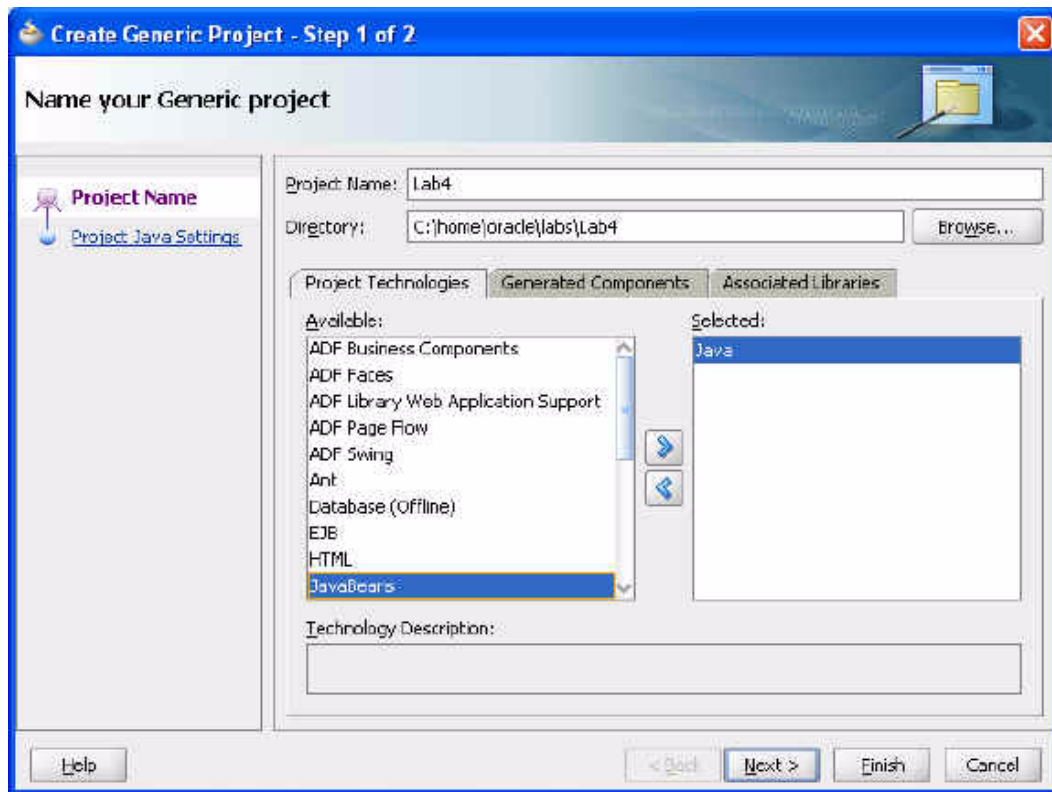 Create Generic Project - Step 1 of 2
Name your Generic project
Project Name
Project Java Settings
Project Name: Lab4
Directory: C:\home\oracle\labs\Lab4 Browse...
Project Technologies Generated Components Associated Libraries
Available: Selected:
ADF Business Components Java
ADF Faces
ADF Library Web Application Support
ADF Page Flow
ADF Swing
Ant
Database (Offline)
EJB
HTML
JavaBeans
Technology Description:
Help < Back Next > Finish Cancel